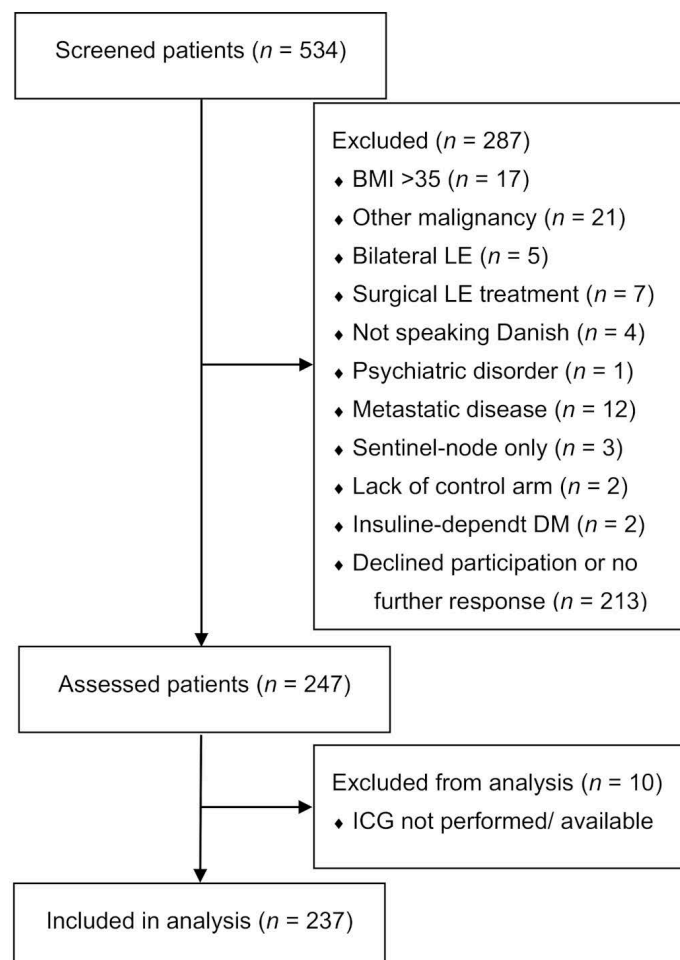 Screened patients (n = 534)
Excluded (n = 287)
♦ BMI >35 (n = 17)
♦ Other malignancy (n = 21)
♦ Bilateral LE (n = 5)
♦ Surgical LE treatment (n = 7)
♦ Not speaking Danish (n = 4)
♦ Psychiatric disorder (n = 1)
♦ Metastatic disease (n = 12)
♦ Sentinel-node only (n = 3)
♦ Lack of control arm (n = 2)
♦ Insuline-dependt DM (n = 2)
♦ Declined participation or no
further response (n = 213)
Assessed patients (n = 247)
Excluded from analysis (n = 10)
♦ ICG not performed/ available
Included in analysis (n = 237)